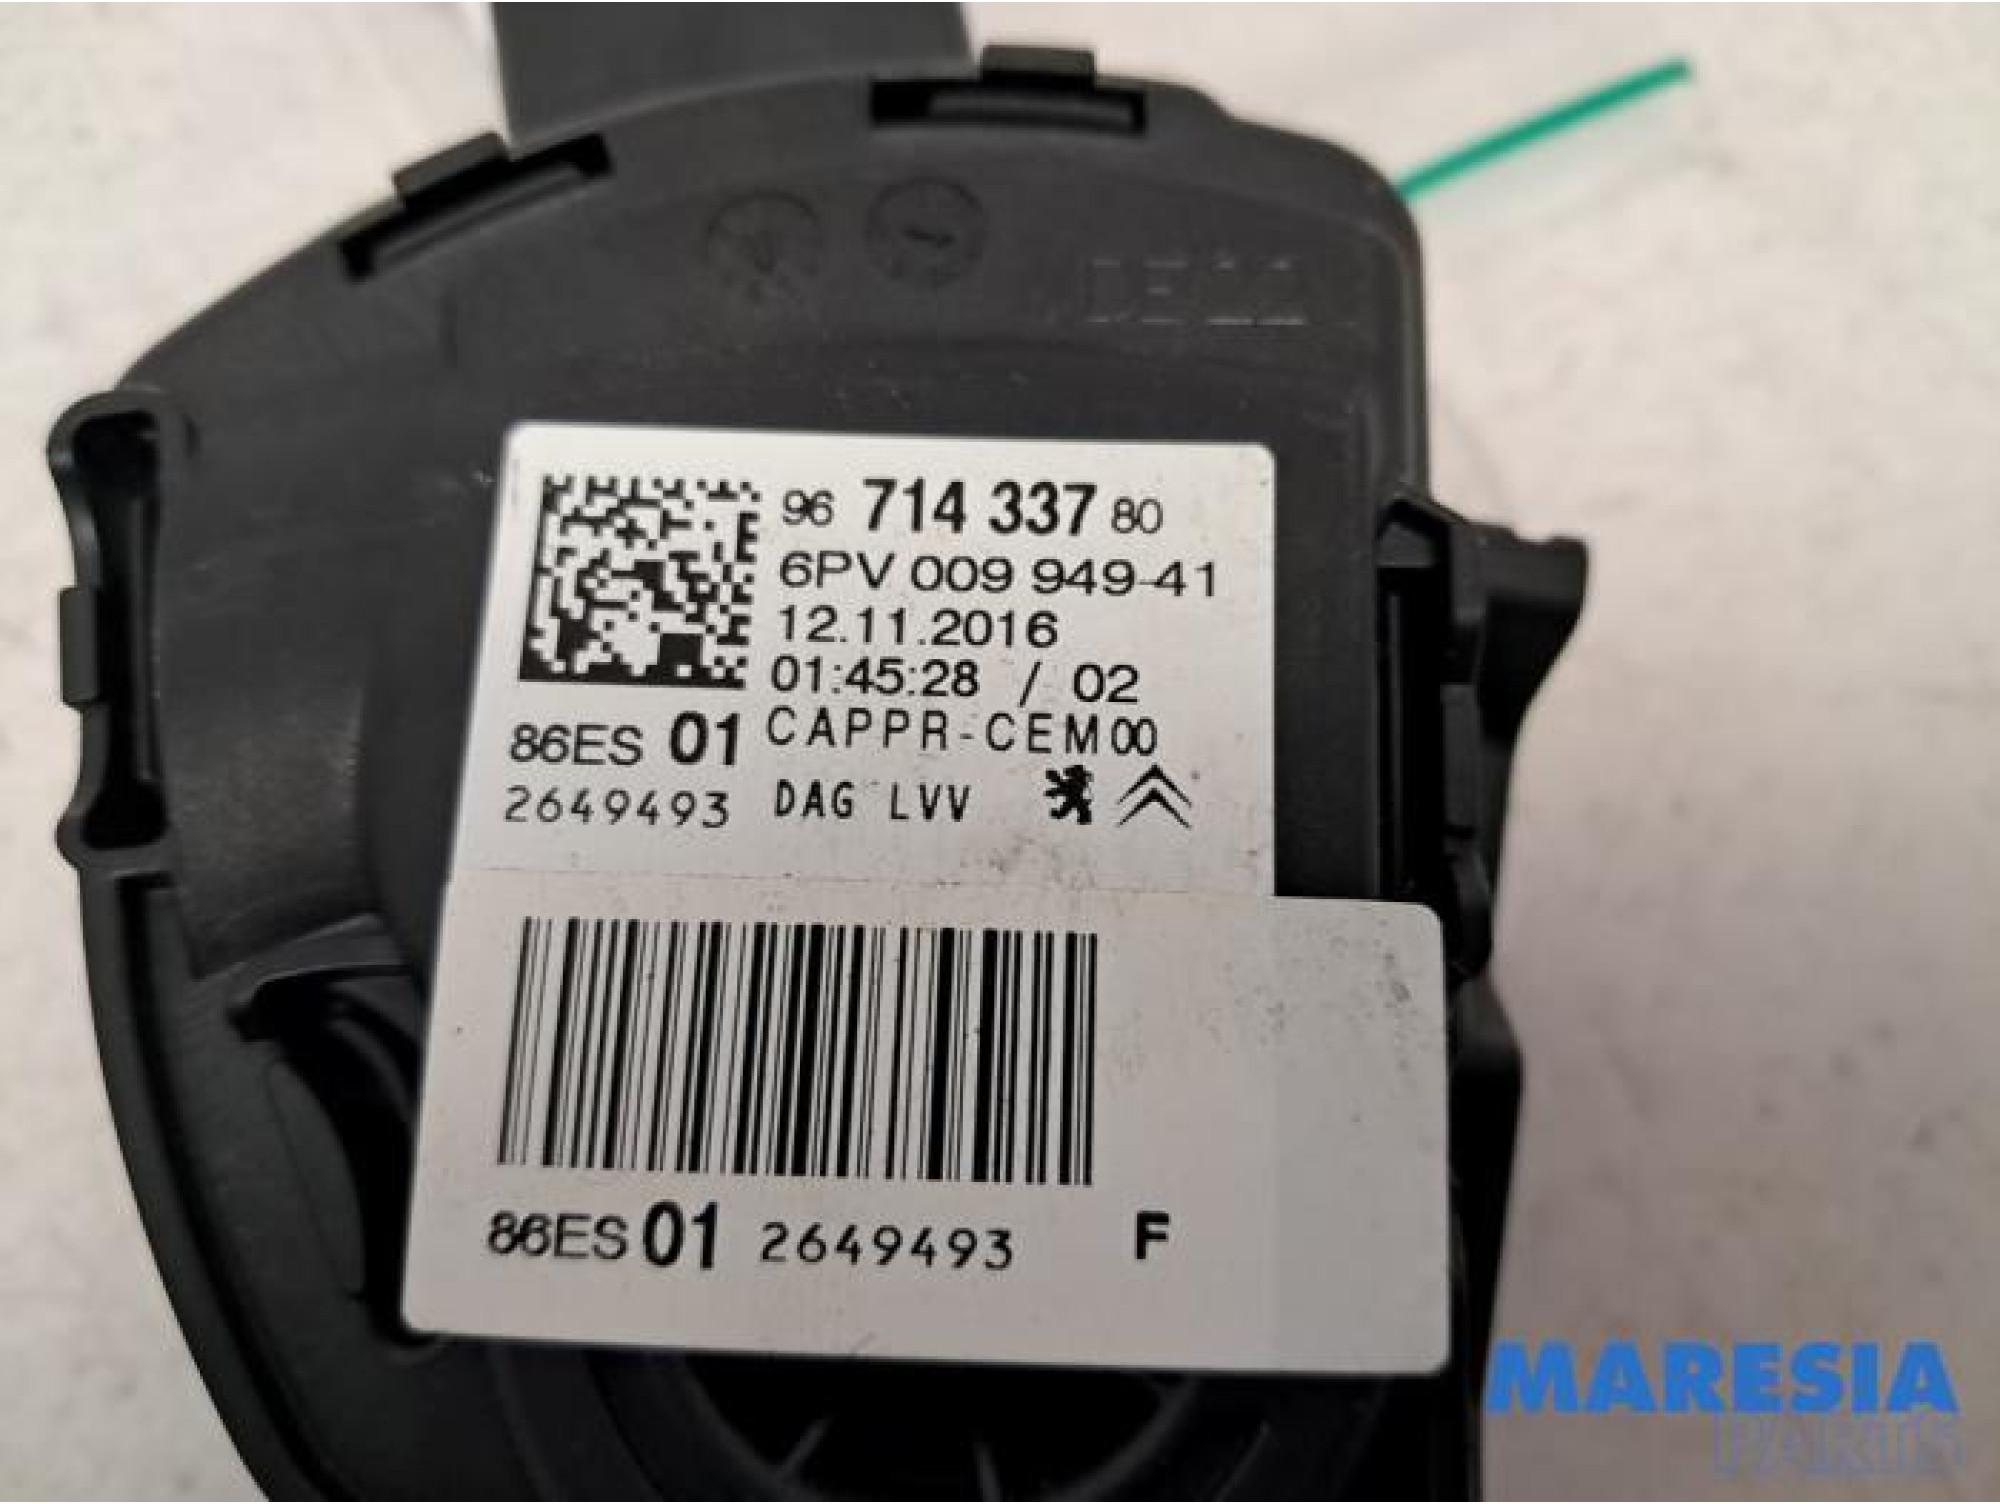 96 714 337 80
6PV 009 949-41
12.11.2016
01:45:28 / 02
86ES 01 CAPPR-CEM00
2649493 DAG LVV
86ES 01 2649493 F
MARESIA
PARTS